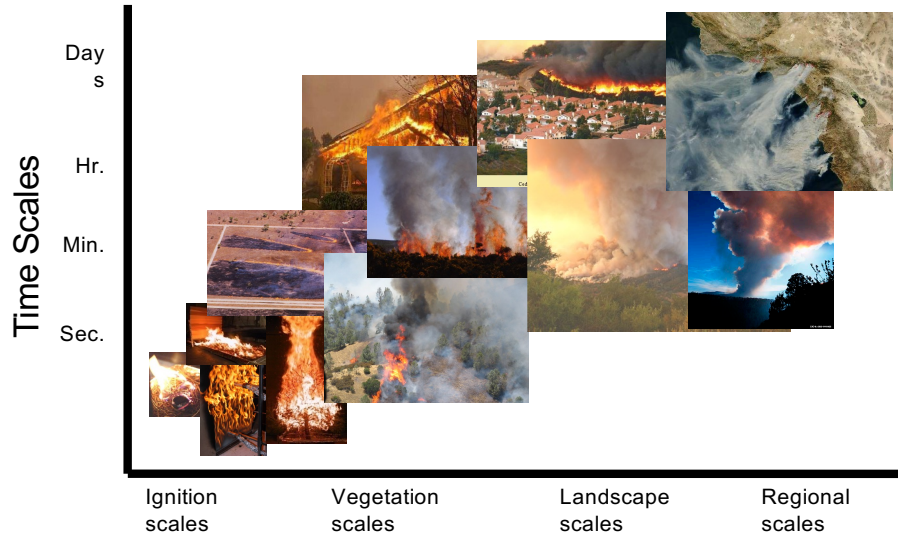 Day
s
Hr.
Min.
Sec.
Time Scales
Ignition
scales
Vegetation
scales
Landscape
scales
Regional
scales